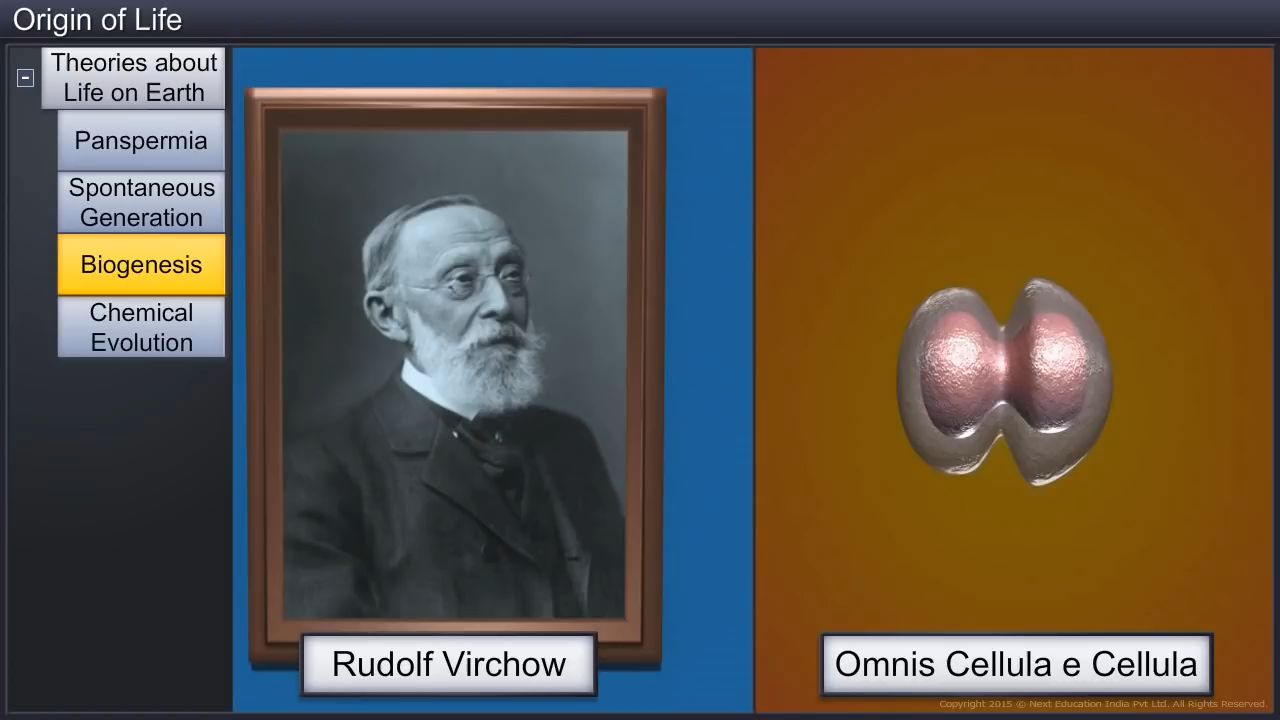 Origin of Life
Theories about
Life on Earth
Panspermia
Spontaneous
Generation
Biogenesis
Chemical
Evolution
Rudolf Virchow
Omnis Cellula e Cellula
Copyright 2015 © Next Education India Pvt Ltd. All Rights Reserved.